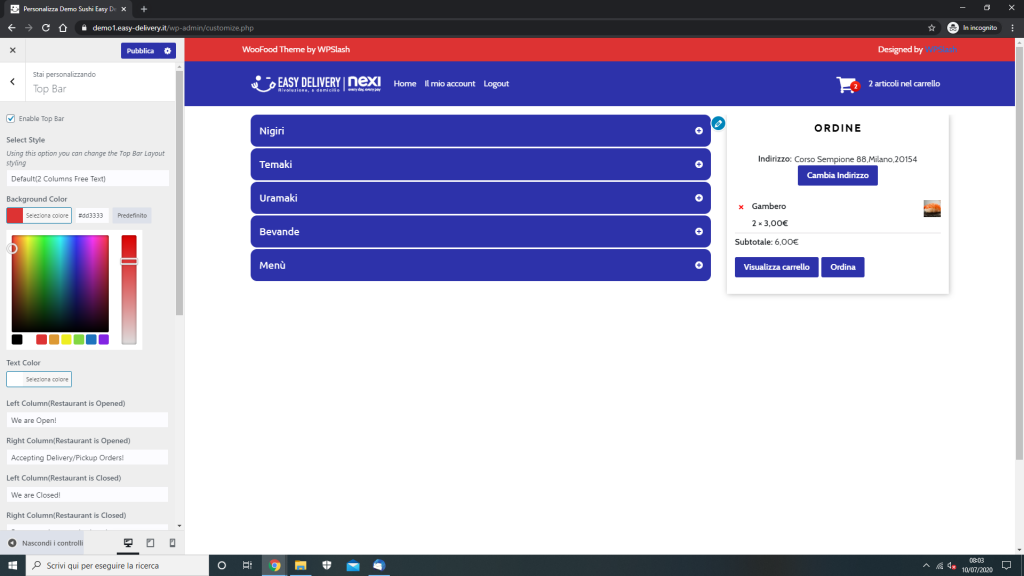 Personalizza Demo Sushi Easy D
demo1.easy-delivery.it/wp-admin/customize.php
In incognito
Pubblica
Stai personalizzando
Top Bar
Enable Top Bar
Select Style
Using this option you can change the Top Bar Layout
styling
Default(2 Columns Free Text)
Background Color
Seleziona colore
#dd3333
Predefinito
Text Color
Seleziona colore
Left Column(Restaurant is Opened)
We are Open!
Right Column(Restaurant is Opened)
Accepting Delivery/Pickup Orders!
Left Column(Restaurant is Closed)
We are Closed!
Right Column(Restaurant is Closed)
Nascondi i controlli
WooFood Theme by WPSlash
Designed by WPSlash
EASY DELIVERY nexi
Rivoluziona, a domicilio every day, every pay
Home Il mio account Logout
2
2 articoli nel carrello
Nigiri
Temaki
Uramaki
Bevande
Menù
ORDINE
Indirizzo: Corso Sempione 88,Milano,20154
Cambia Indirizzo
× Gambero
2 × 3,00€
Subtotale: 6,00€
Visualizza carrello
Ordina
Scrivi qui per eseguire la ricerca
08:03
10/07/2020